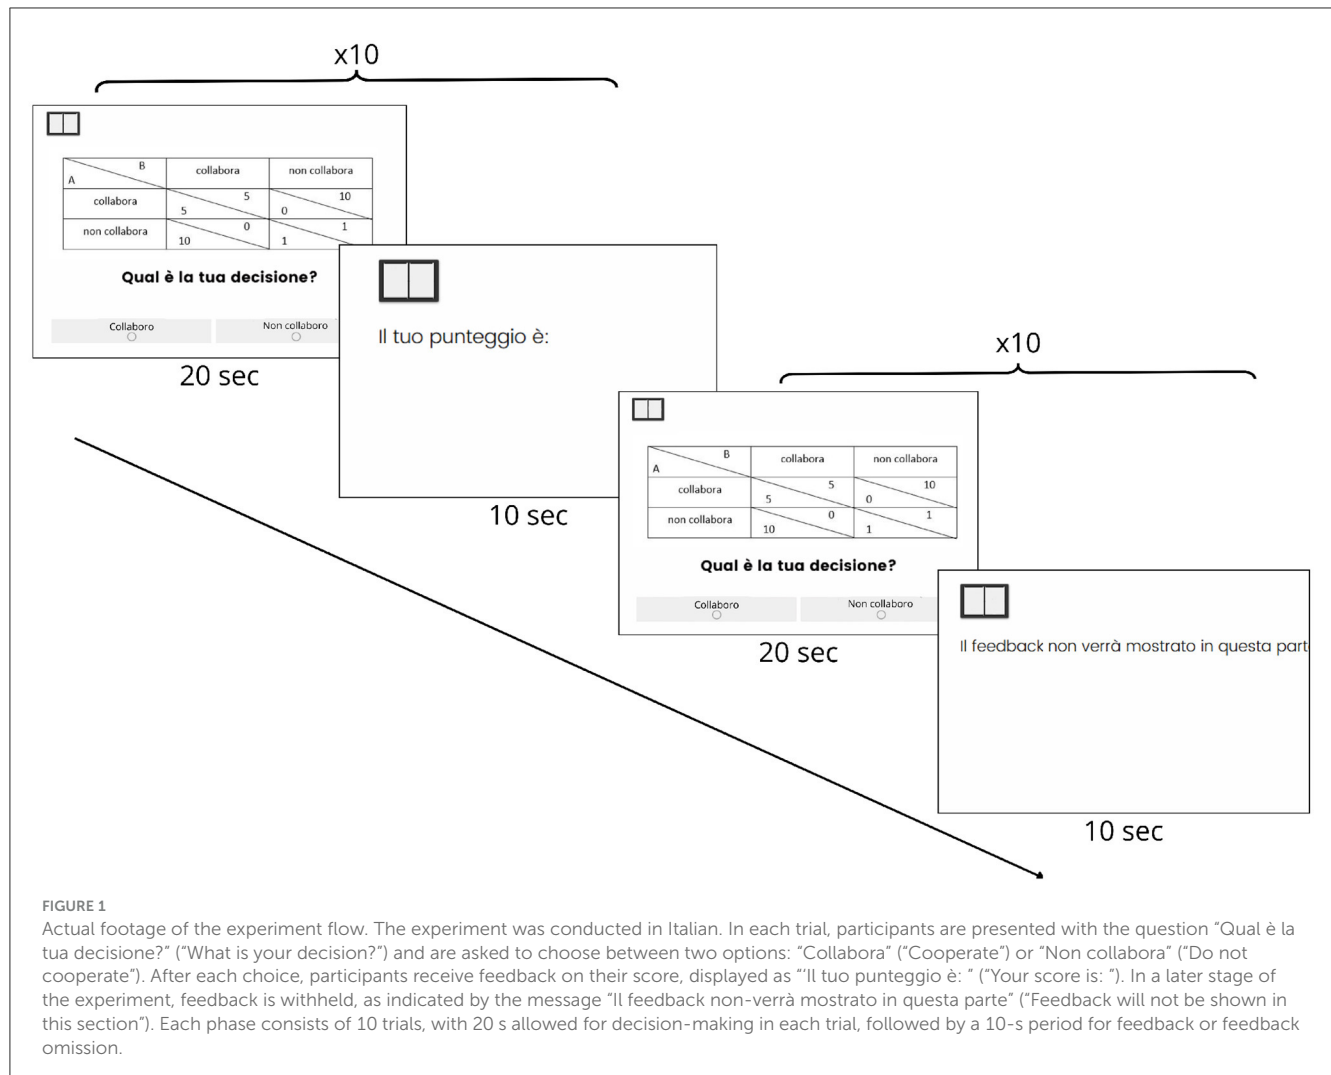 x10
B
A
collabora
non collabora
collabora
5
5
10
0
non collabora
0
10
1
1
Qual è la tua decisione?
Collaboro
Non collaboro
20 sec
Il tuo punteggio è:
10 sec
x10
B
A
collabora
non collabora
collabora
5
5
10
0
non collabora
0
10
1
1
Qual è la tua decisione?
Collaboro
Non collaboro
20 sec
Il feedback non verrà mostrato in questa part
10 sec
FIGURE 1
Actual footage of the experiment flow. The experiment was conducted in Italian. In each trial, participants are presented with the question “Qual è la
tua decisione?” (“What is your decision?”) and are asked to choose between two options: “Collabora” (“Cooperate”) or “Non collabora” (“Do not
cooperate”). After each choice, participants receive feedback on their score, displayed as “‘Il tuo punteggio è: ” (“Your score is: ”). In a later stage of
the experiment, feedback is withheld, as indicated by the message “Il feedback non-verrà mostrato in questa parte” (“Feedback will not be shown in
this section”). Each phase consists of 10 trials, with 20 s allowed for decision-making in each trial, followed by a 10-s period for feedback or feedback
omission.